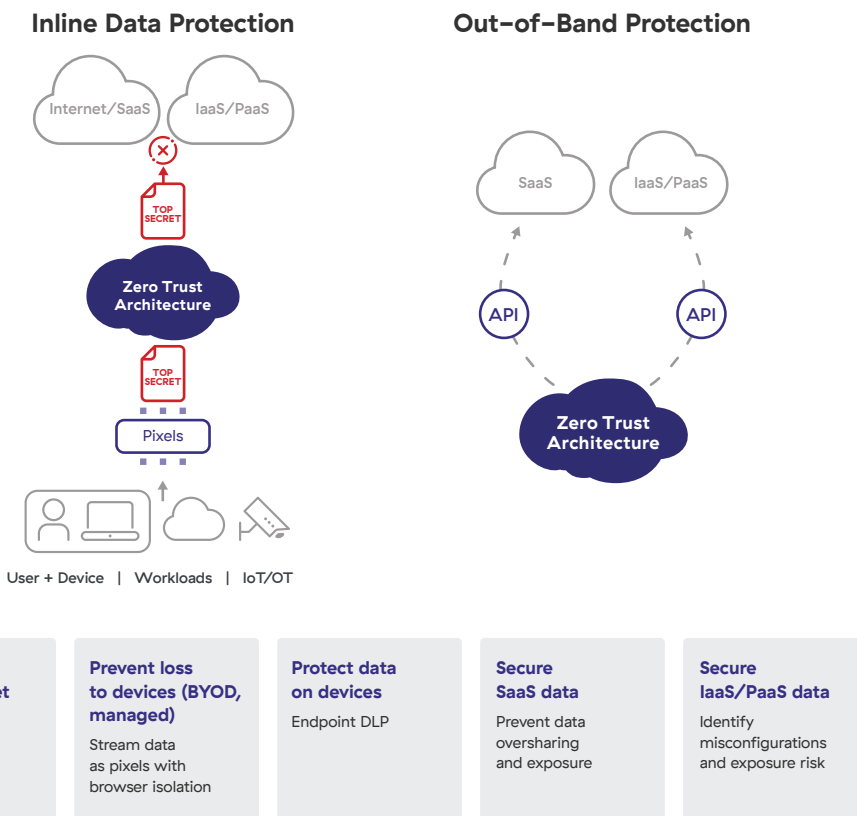 Inline Data Protection
Out-of-Band Protection
Internet/SaaS
IaaS/PaaS
TOP
SECRET
Zero Trust
Architecture
TOP
SECRET
Pixels
User + Device | Workloads | IoT/OT
SaaS
IaaS/PaaS
API
API
Zero Trust
Architecture
et
Prevent loss
to devices (BYOD,
managed)
Stream data
as pixels with
browser isolation
Protect data
on devices
Endpoint DLP
Secure
SaaS data
Prevent data
oversharing
and exposure
Secure
IaaS/PaaS data
Identify
misconfigurations
and exposure risk